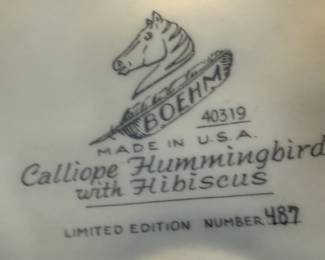 BOEHM
40319
MADE IN U.S.A.
Calliope Hummingbird
with Hibiscus
LIMITED EDITION NUMBER 487